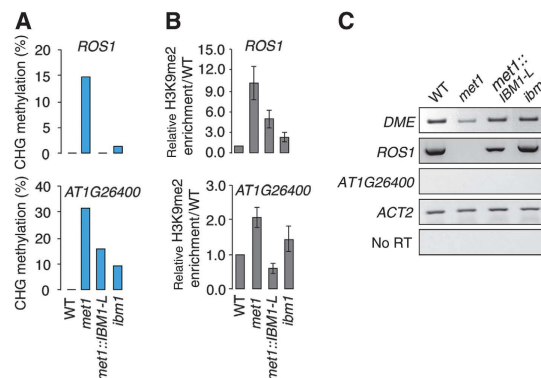 A
B
C
ROS1
CHG methylation (%)
20
15
10
5
0
AT1G26400
CHG methylation (%)
40
30
20
10
0
WT
met1
met1::IBM1-L
ibm1
ROS1
Relative H3K9me2
enrichment/WT
15.0
12.0
9.0
6.0
3.0
0.0
AT1G26400
Relative H3K9me2
enrichment/WT
3.0
2.0
1.0
0.0
WT
met1
met1::IBM1-L
ibm1
WT
met1
met1::
IBM1-L
ibm
DME
ROS1
AT1G26400
ACT2
No RT